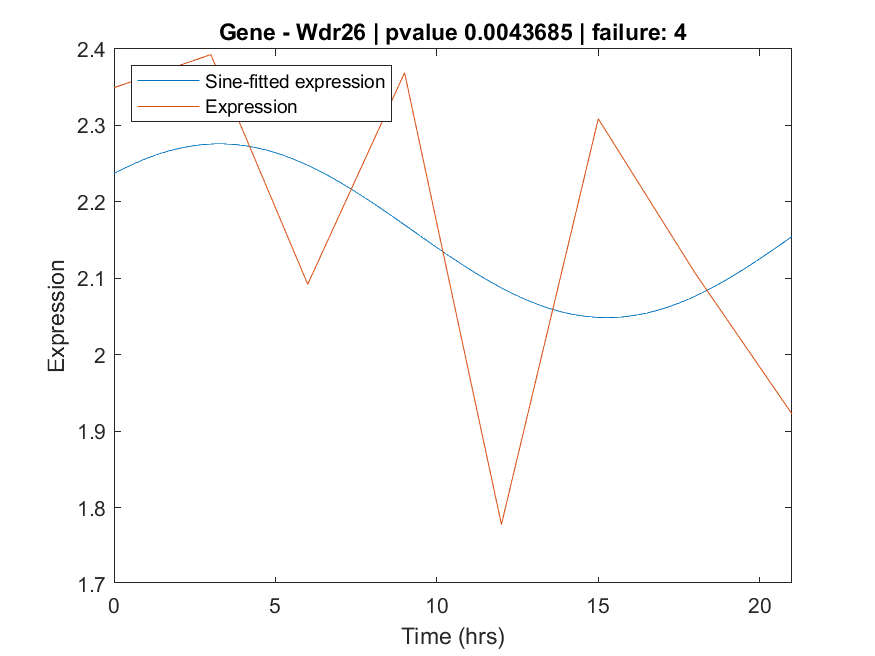 Gene - Wdr26 | pvalue 0.0043685 | failure: 4
2.4
Sine-fitted expression
Expression
2.3
2.2
2.1
2
1.9
1.8
1.7
Expression
0
5
10
15
20
Time (hrs)